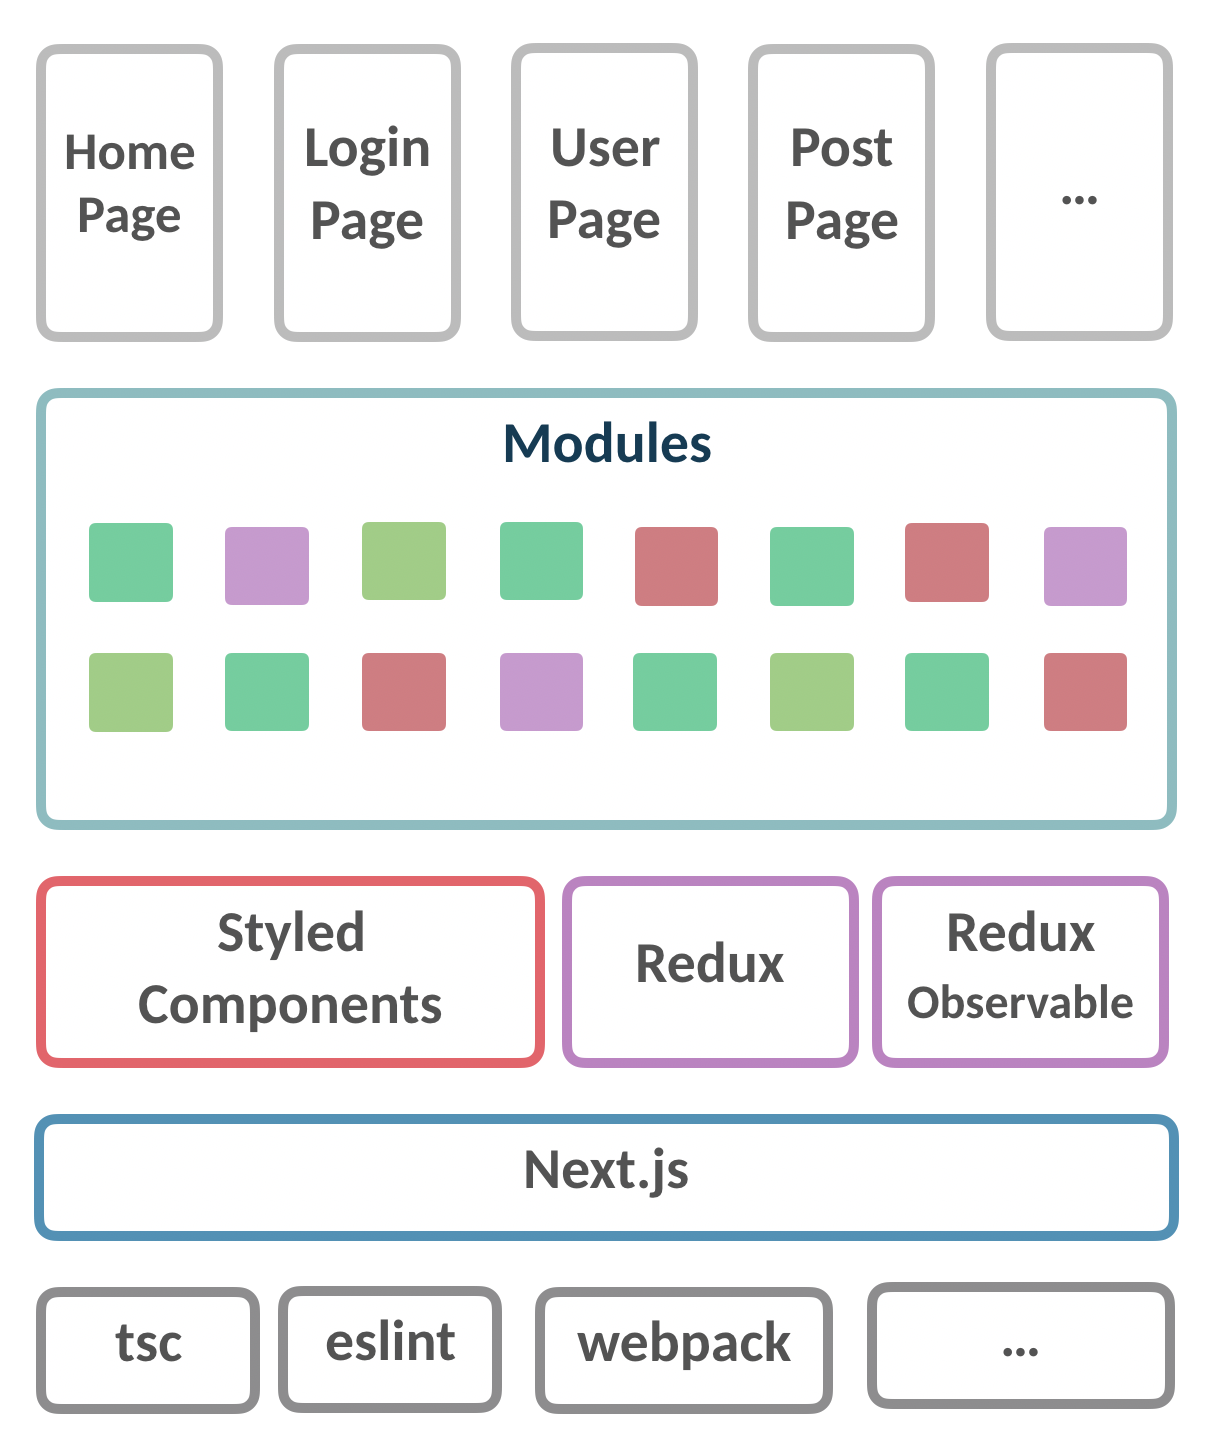 Home
Page
Login
Page
User
Page
Post
Page
...
Modules
Styled
Components
Redux
Redux
Observable
Next.js
tsc
eslint
webpack
...